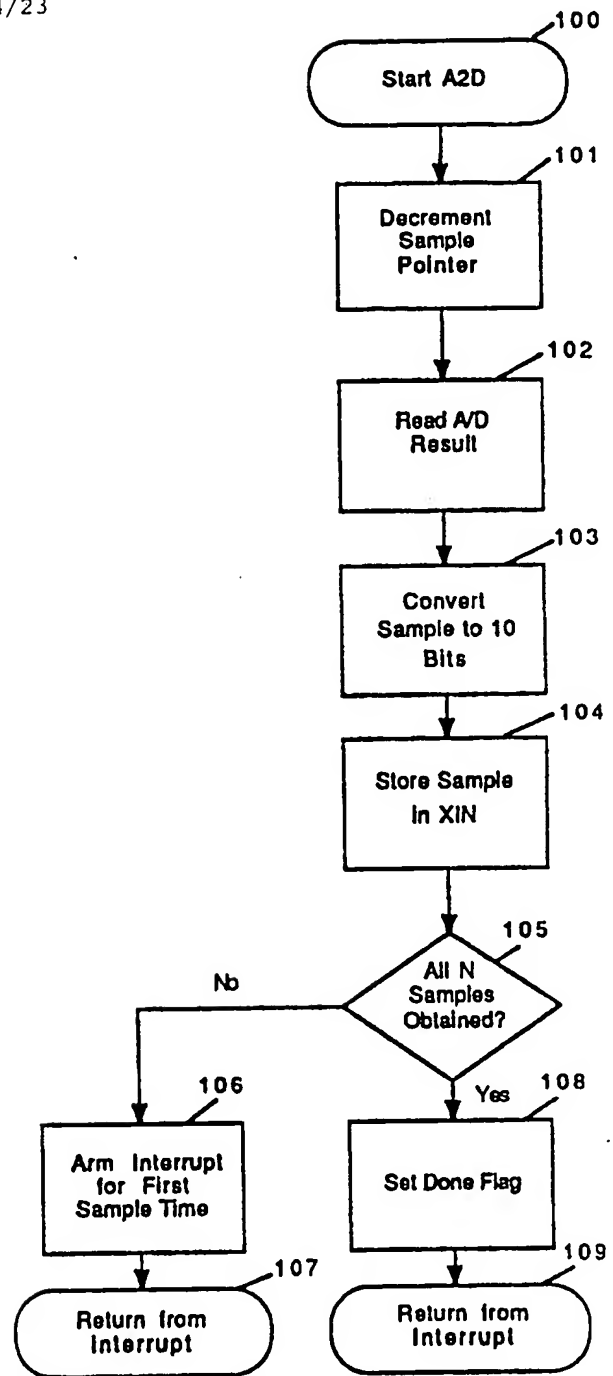 4/23
100
Start A2D
101
Decrement
Sample
Pointer
102
Read A/D
Result
103
Convert
Sample to 10
Bits
104
Store Sample
in XIN
105
All N
Samples
Obtained?
No
Yes
106
Arm Interrupt
for First
Sample Time
108
Set Done Flag
107
Return from
Interrupt
109
Return from
Interrupt